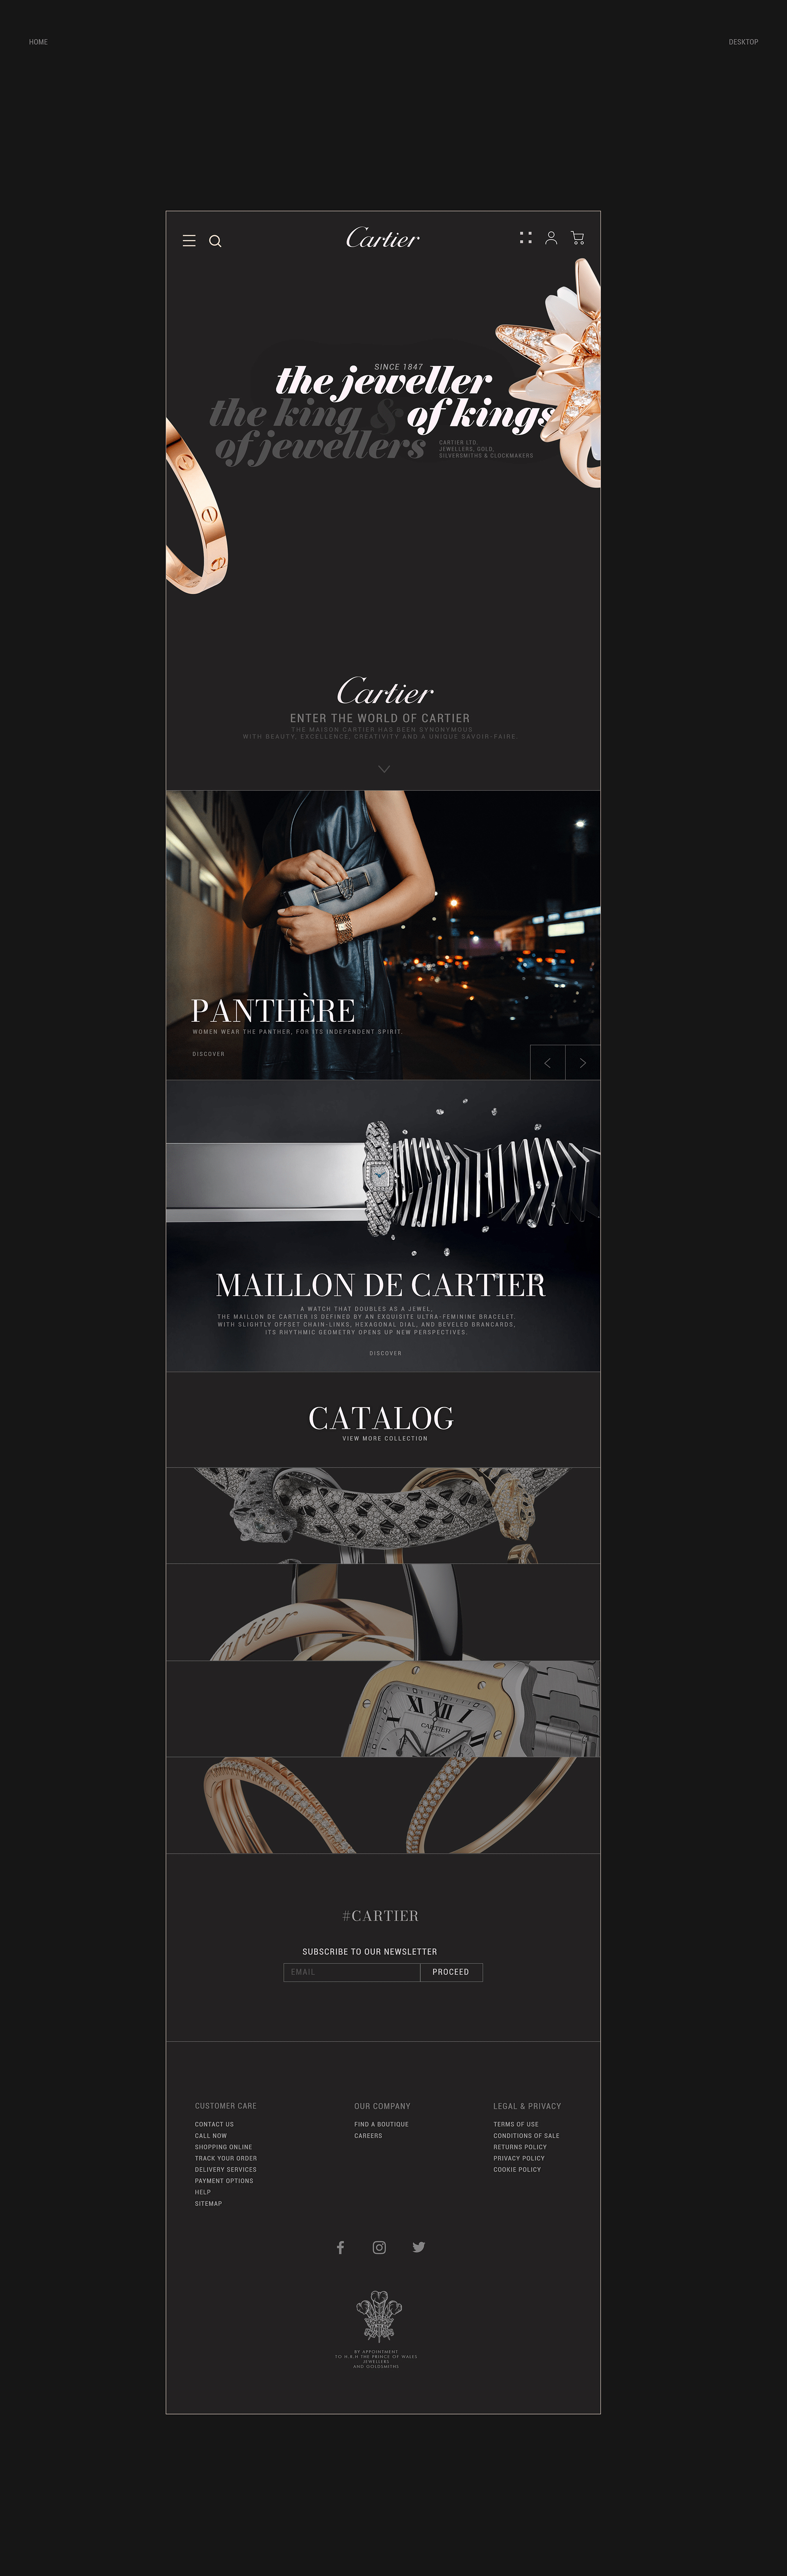 HOME
DESKTOP
Cartier
SINCE 1847
the jeweller
the king & of kings
of jewellers
CARTIER LTD.
JEWELLERS, GOLD,
SILVERSMITHS & CLOCKMAKERS
Cartier
ENTER THE WORLD OF CARTIER
THE MAISON CARTIER HAS BEEN SYNONYMOUS
WITH BEAUTY, EXCELLENCE, CREATIVITY AND A UNIQUE SAVOIR-FAIRE.
PANTHÈRE
WOMEN WEAR THE PANTHER, FOR ITS INDEPENDENT SPIRIT.
DISCOVER
MAILLON DE CARTIER
A WATCH THAT DOUBLES AS A JEWEL,
THE MAILLON DE CARTIER IS DEFINED BY AN EXQUISITE ULTRA-FEMININE BRACELET.
WITH SLIGHTLY OFFSET CHAIN-LINKS, HEXAGONAL DIAL, AND BEVELED BRANCARDS,
ITS RHYTHMIC GEOMETRY OPENS UP NEW PERSPECTIVES.
DISCOVER
CATALOG
VIEW MORE COLLECTION
artier
XI XII I
CARTIER
#CARTIER
SUBSCRIBE TO OUR NEWSLETTER
EMAIL
PROCEED
CUSTOMER CARE
CONTACT US
CALL NOW
SHOPPING ONLINE
TRACK YOUR ORDER
DELIVERY SERVICES
PAYMENT OPTIONS
HELP
SITEMAP
OUR COMPANY
FIND A BOUTIQUE
CAREERS
LEGAL & PRIVACY
TERMS OF USE
CONDITIONS OF SALE
RETURNS POLICY
PRIVACY POLICY
COOKIE POLICY
BY APPOINTMENT
TO H.R.H THE PRINCE OF WALES
JEWELLERS
AND GOLDSMITHS